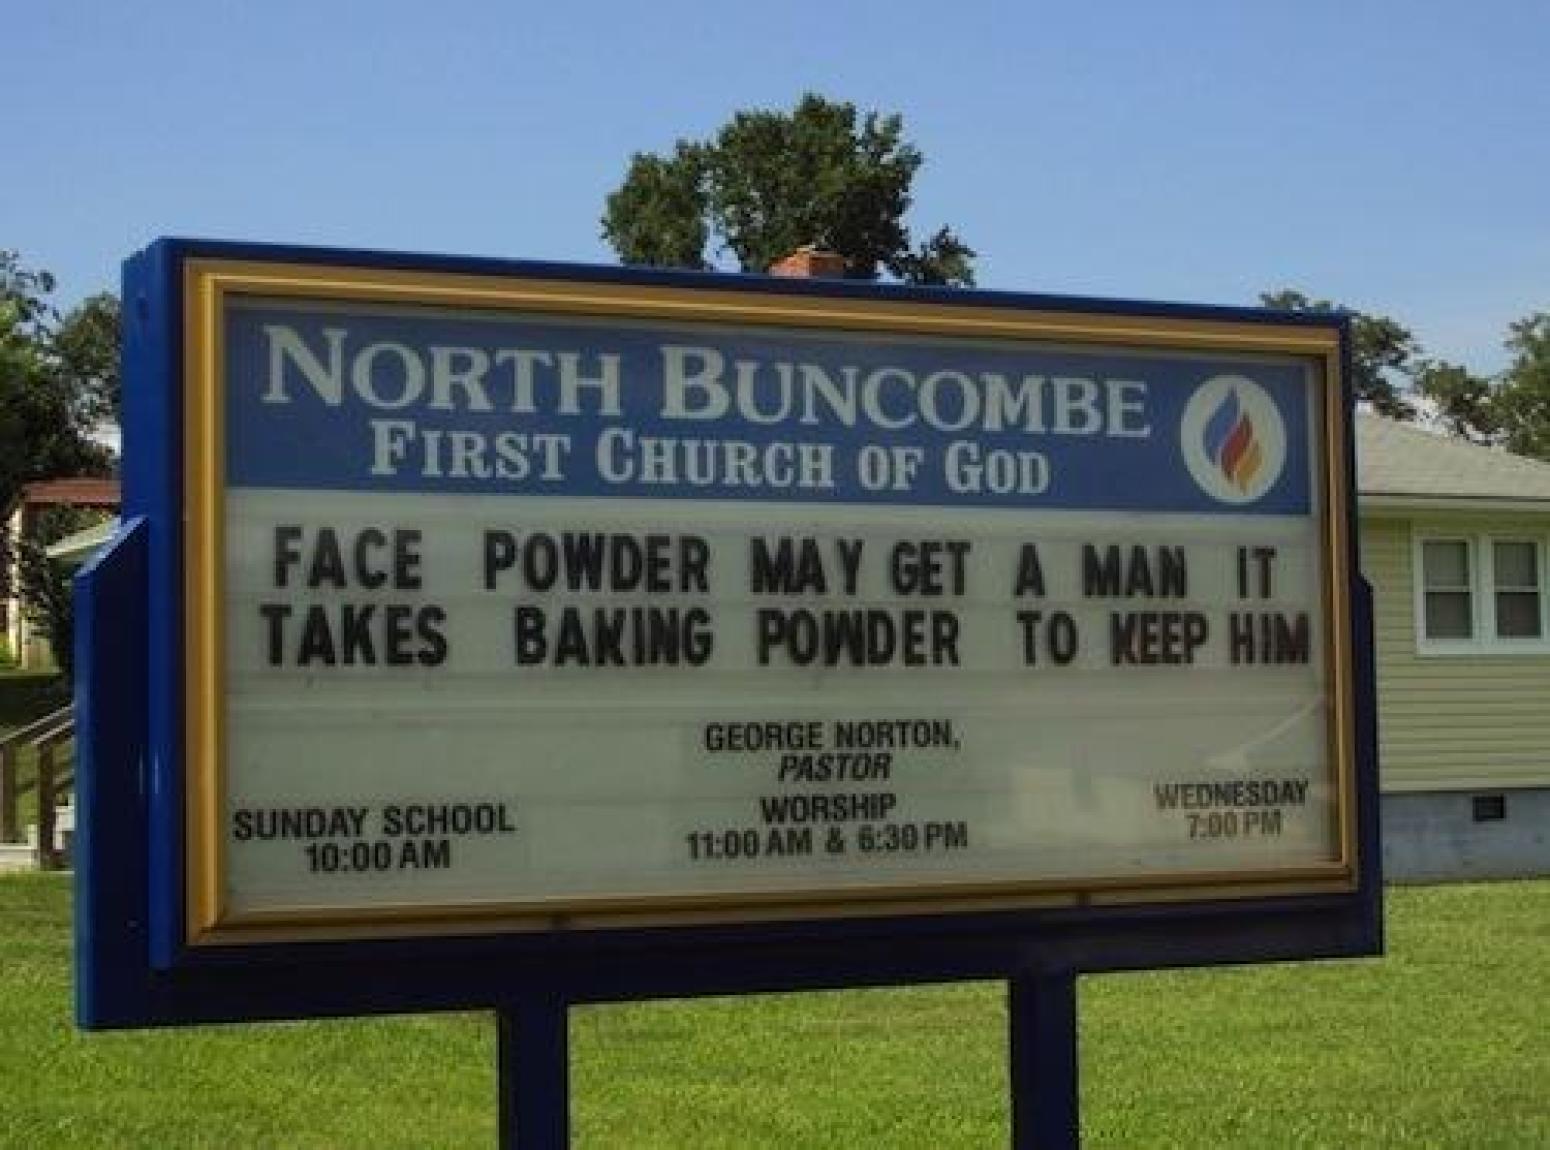 NORTH BUNCOMBE
FIRST CHURCH OF GOD
FACE POWDER MAY GET A MAN IT
TAKES BAKING POWDER TO KEEP HIM
GEORGE NORTON,
PASTOR
SUNDAY SCHOOL
10:00 AM
WORSHIP
11:00 AM & 6:30 PM
WEDNESDAY
7:00 PM